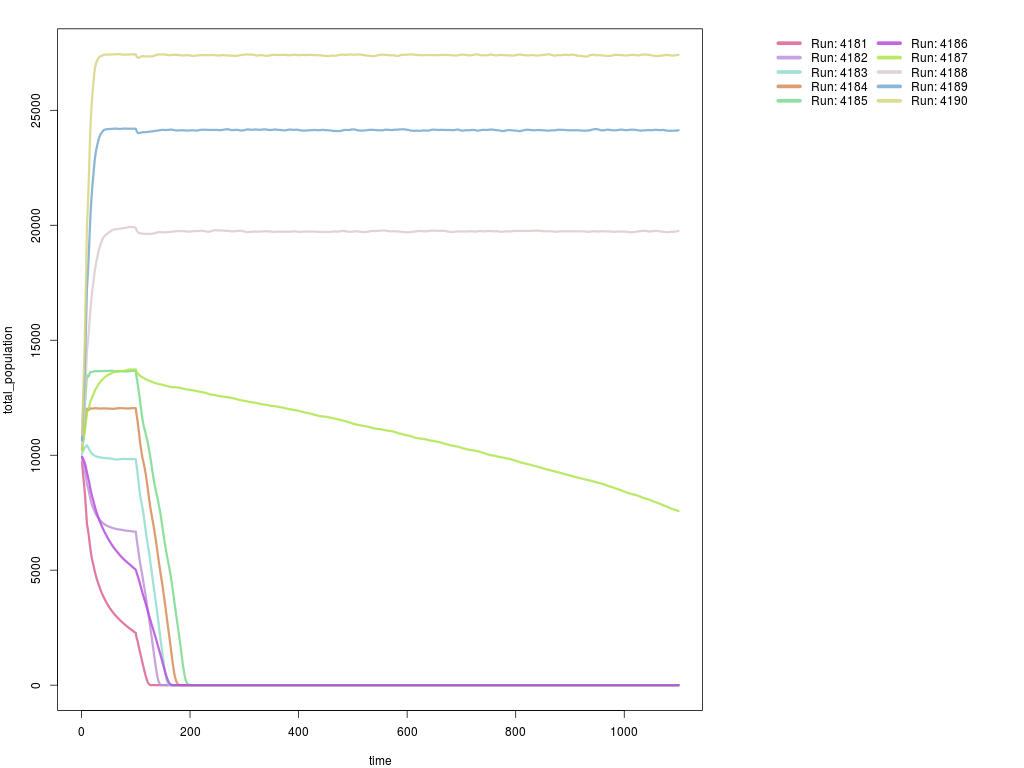 Run: 4181
Run: 4182
Run: 4183
Run: 4184
Run: 4185
Run: 4186
Run: 4187
Run: 4188
Run: 4189
Run: 4190
total_population
25000
20000
15000
10000
5000
0
0 200 400 600 800 1000
time